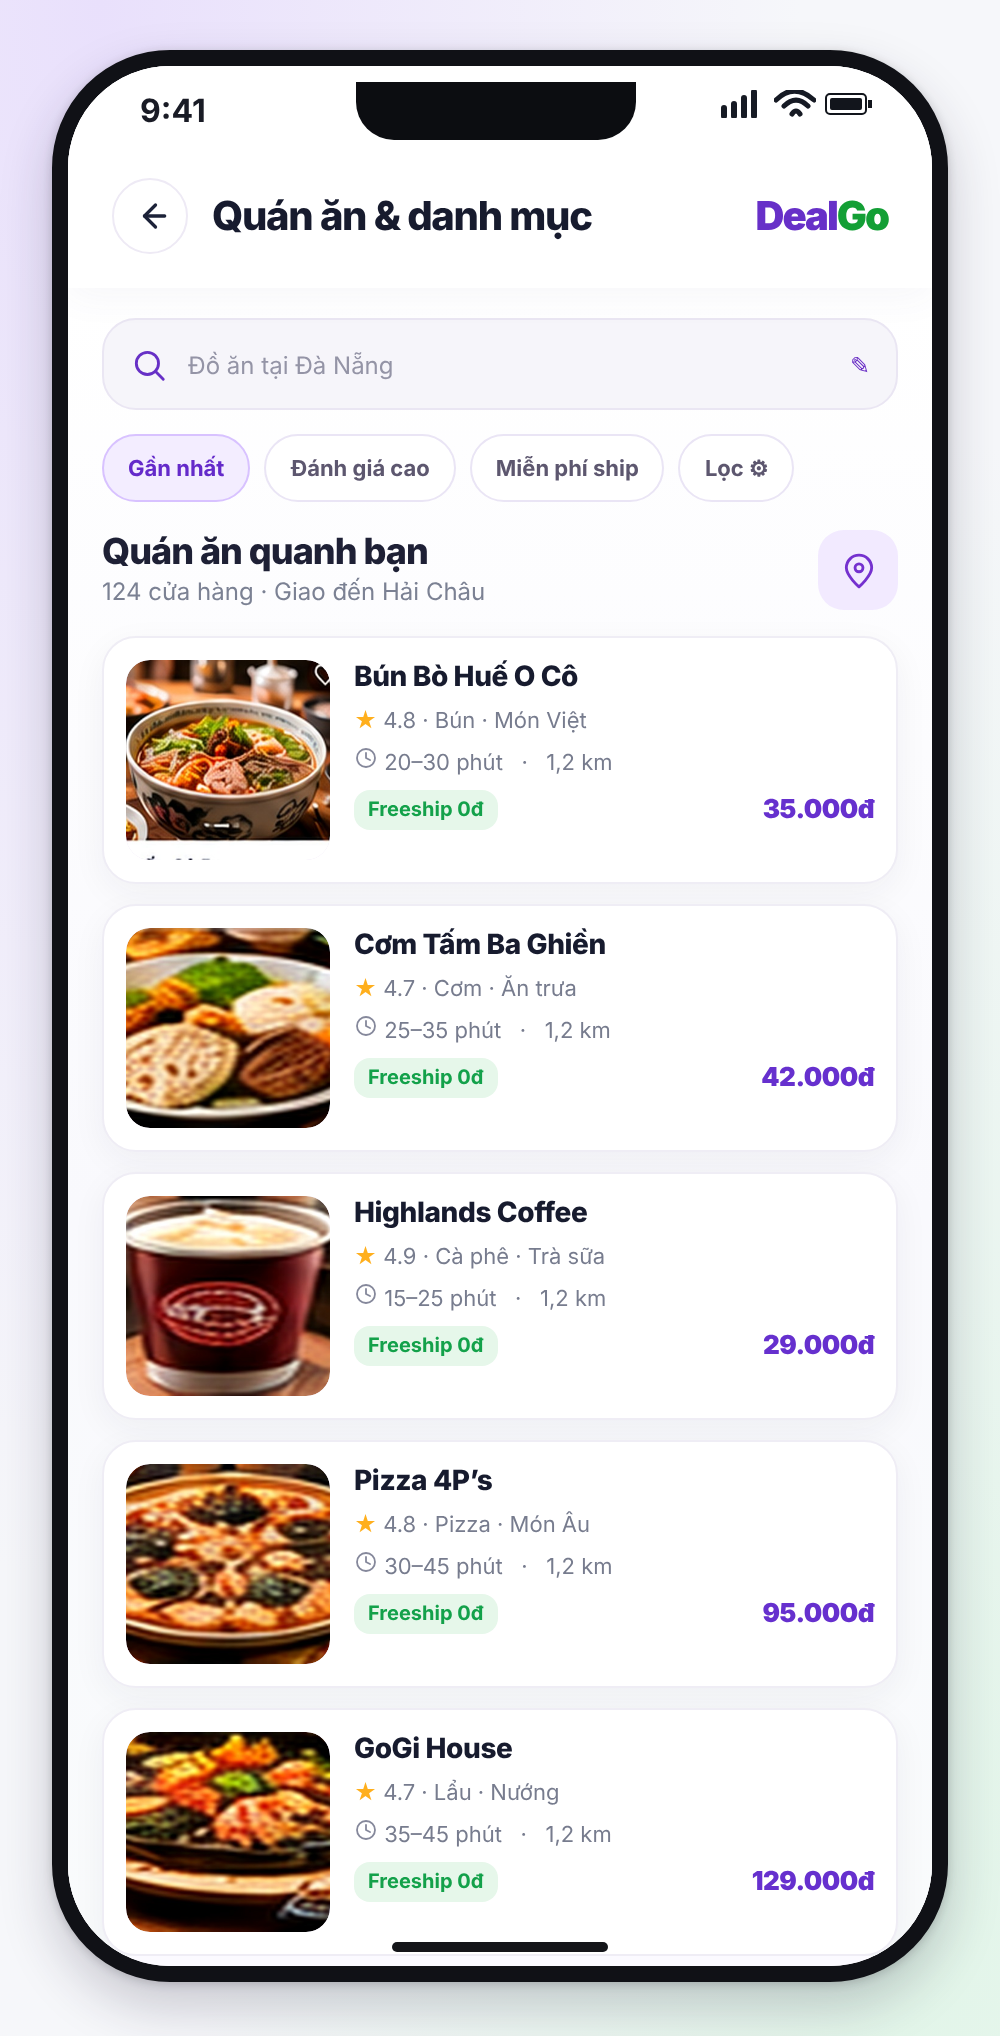 9:41
Quán ăn & danh mục
DealGo
Đồ ăn tại Đà Nẵng
Gần nhất
Đánh giá cao
Miễn phí ship
Lọc ⚙
Quán ăn quanh bạn
124 cửa hàng · Giao đến Hải Châu
Bún Bò Huế O Cô
★ 4.8 · Bún · Món Việt
20–30 phút · 1,2 km
Freeship 0đ
35.000đ
Cơm Tấm Ba Ghiền
★ 4.7 · Cơm · Ăn trưa
25–35 phút · 1,2 km
Freeship 0đ
42.000đ
Highlands Coffee
★ 4.9 · Cà phê · Trà sữa
15–25 phút · 1,2 km
Freeship 0đ
29.000đ
Pizza 4P’s
★ 4.8 · Pizza · Món Âu
30–45 phút · 1,2 km
Freeship 0đ
95.000đ
GoGi House
★ 4.7 · Lẩu · Nướng
35–45 phút · 1,2 km
Freeship 0đ
129.000đ